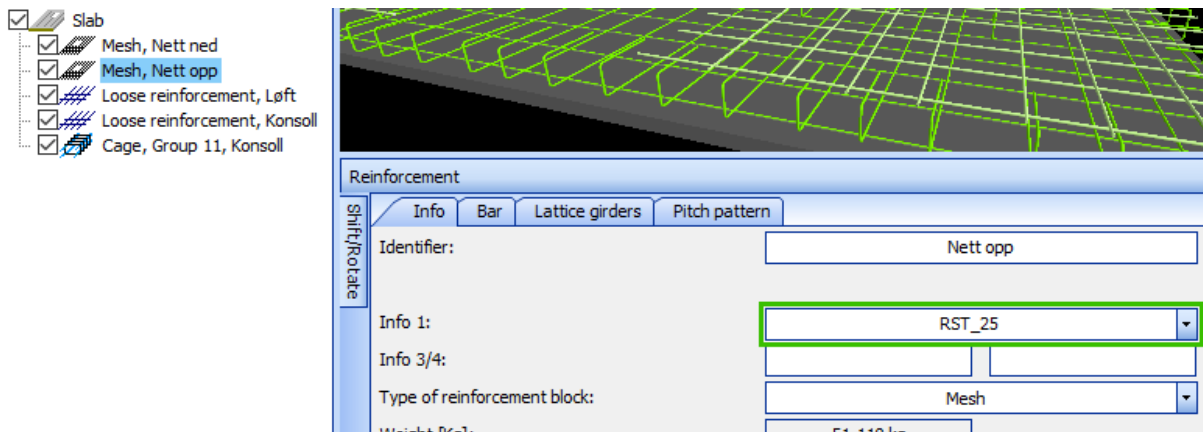 Slab
Mesh, Nett ned
Mesh, Nett opp
Loose reinforcement, Løft
Loose reinforcement, Konsoll
Cage, Group 11, Konsoll
Reinforcement
Shift/Rotate
Info Bar Lattice girders Pitch pattern
Identifier: Nett opp
Info 1: RST_25
Info 3/4:
Type of reinforcement block: Mesh